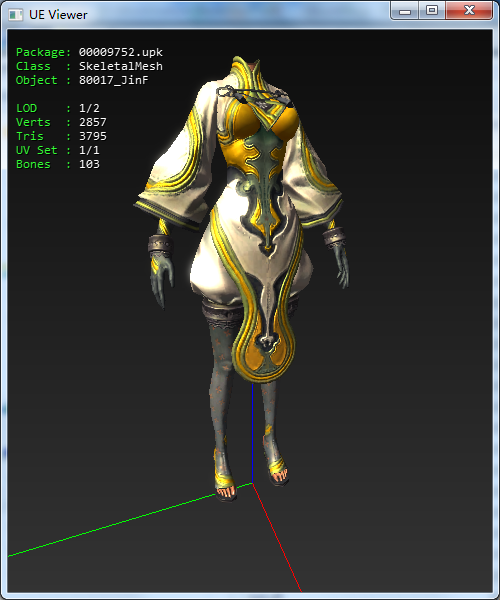 UE Viewer
Package: 00009752.upk
Class : SkeletalMesh
Object : 80017_JinF
LOD : 1/2
Verts : 2857
Tris : 3795
UV Set : 1/1
Bones : 103